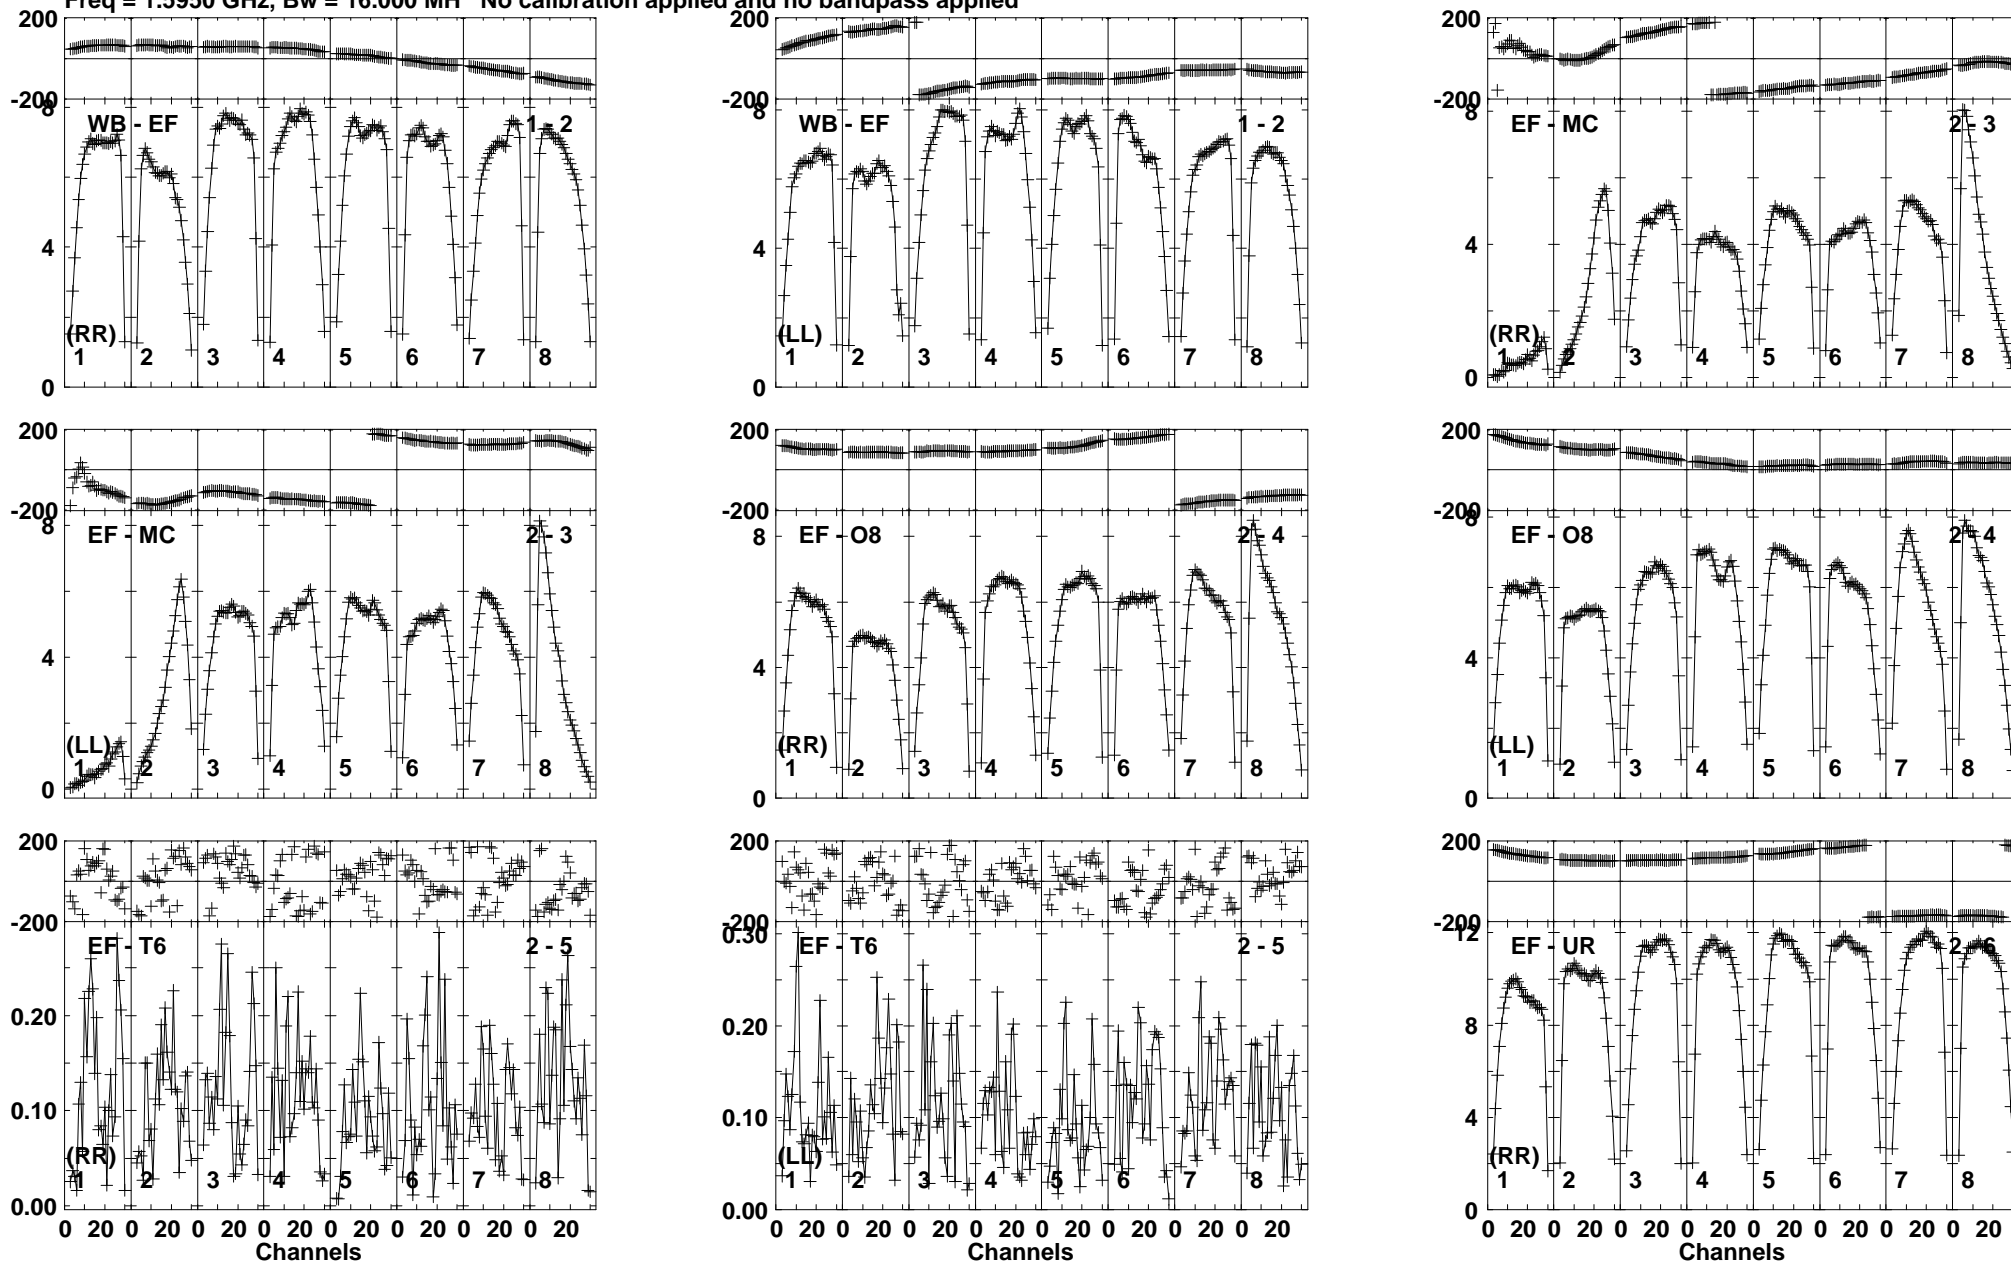 Freq = 1.5950 GHz, Bw = 16.000 MH No calibration applied and no bandpass applied
200 200 200
-200 -200 -200
8 WB - EF 1 - 2 8 WB - EF 1 - 2 8 EF - MC 2 - 3
4 4 4
(RR) (LL) (RR)
1 2 3 4 5 6 7 8 1 2 3 4 5 6 7 8 1 2 3 4 5 6 7 8
0 0 0
200 200 200
-200 -200 -200
8 EF - MC 2 - 3 8 EF - O8 2 - 4 8 EF - O8 2 - 4
4 4 4
(LL) (RR) (LL)
1 2 3 4 5 6 7 8 1 2 3 4 5 6 7 8 1 2 3 4 5 6 7 8
0 0 0
200 200 200
-200 -200 -200
EF - T6 2 - 5 0.30 EF - T6 2 - 5 12 EF - UR 2 - 6
0.20 0.20 8
0.10 0.10 4
(RR) (LL) (RR)
1 2 3 4 5 6 7 8 1 2 3 4 5 6 7 8 1 2 3 4 5 6 7 8
0.00 0.00 0
0 20 0 20 0 20 0 20 0 20 0 20 0 20 0 20 0 20 0 20 0 20 0 20 0 20 0 20 0 20 0 20 0 20 0 20 0 20 0 20 0 20 0 20 0 20 0 20
Channels Channels Channels